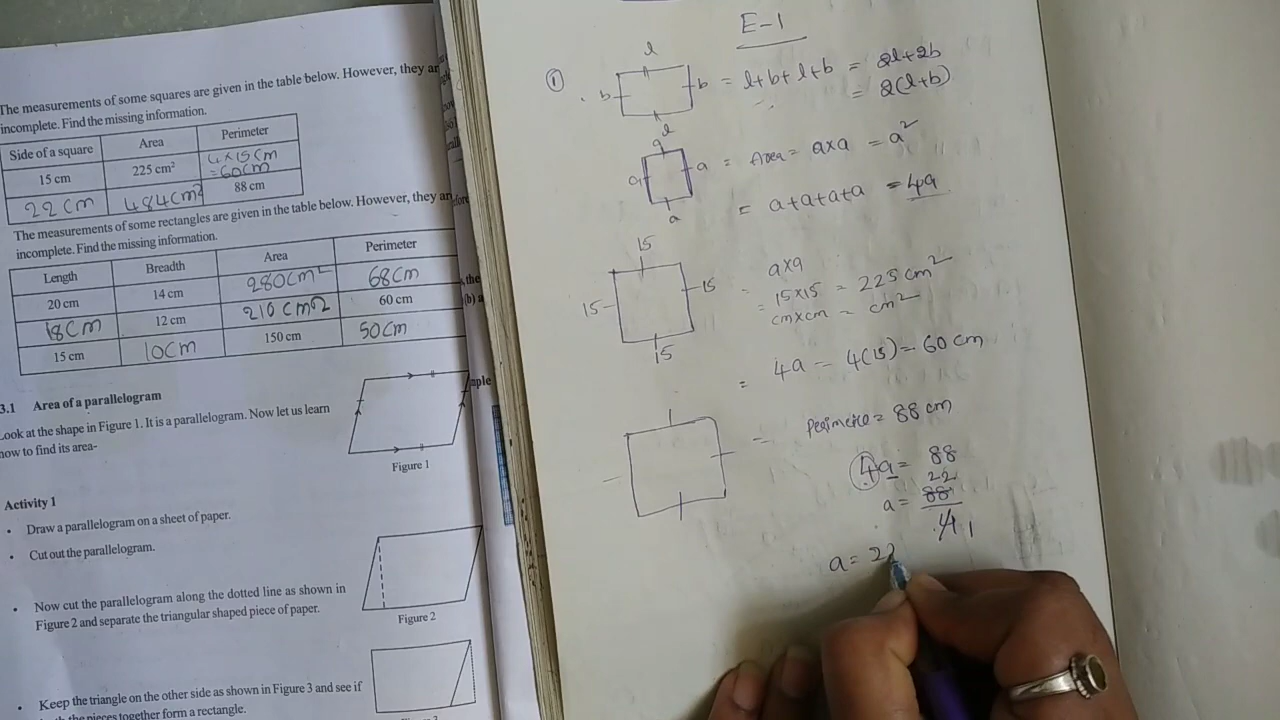 The measurements of some squares are given in the table below. However, they ar
incomplete. Find the missing information.
Side of a square Area Perimeter
15 cm 225 cm² 4×15cm
=60cm
22cm 484cm² 88 cm
The measurements of some rectangles are given in the table below. However, they ar
incomplete. Find the missing information.
Length Breadth Area Perimeter
20 cm 14 cm 280cm² 68cm
18cm 12 cm 210cm² 60 cm
15 cm 10cm 150 cm 50cm
3.1 Area of a parallelogram
Look at the shape in Figure 1. It is a parallelogram. Now let us learn
how to find its area-
Figure 1
Activity 1
• Draw a parallelogram on a sheet of paper.
• Cut out the parallelogram.
• Now cut the parallelogram along the dotted line as shown in
Figure 2 and separate the triangular shaped piece of paper.
Figure 2
• Keep the triangle on the other side as shown in Figure 3 and see if
the pieces together form a rectangle.
E-1
① l b b l = l+b+l+b = 2l+2b
= 2(l+b)
a a a a = Area = a×a = a²
= a+a+a+a = 4a
15 15 15 15 = a×a
= 15×15 = 225cm²
cm×cm = cm²
= 4a = 4(15) = 60cm
= Perimetre = 88cm
4a = 88
22
a = 88
4 1
a = 22